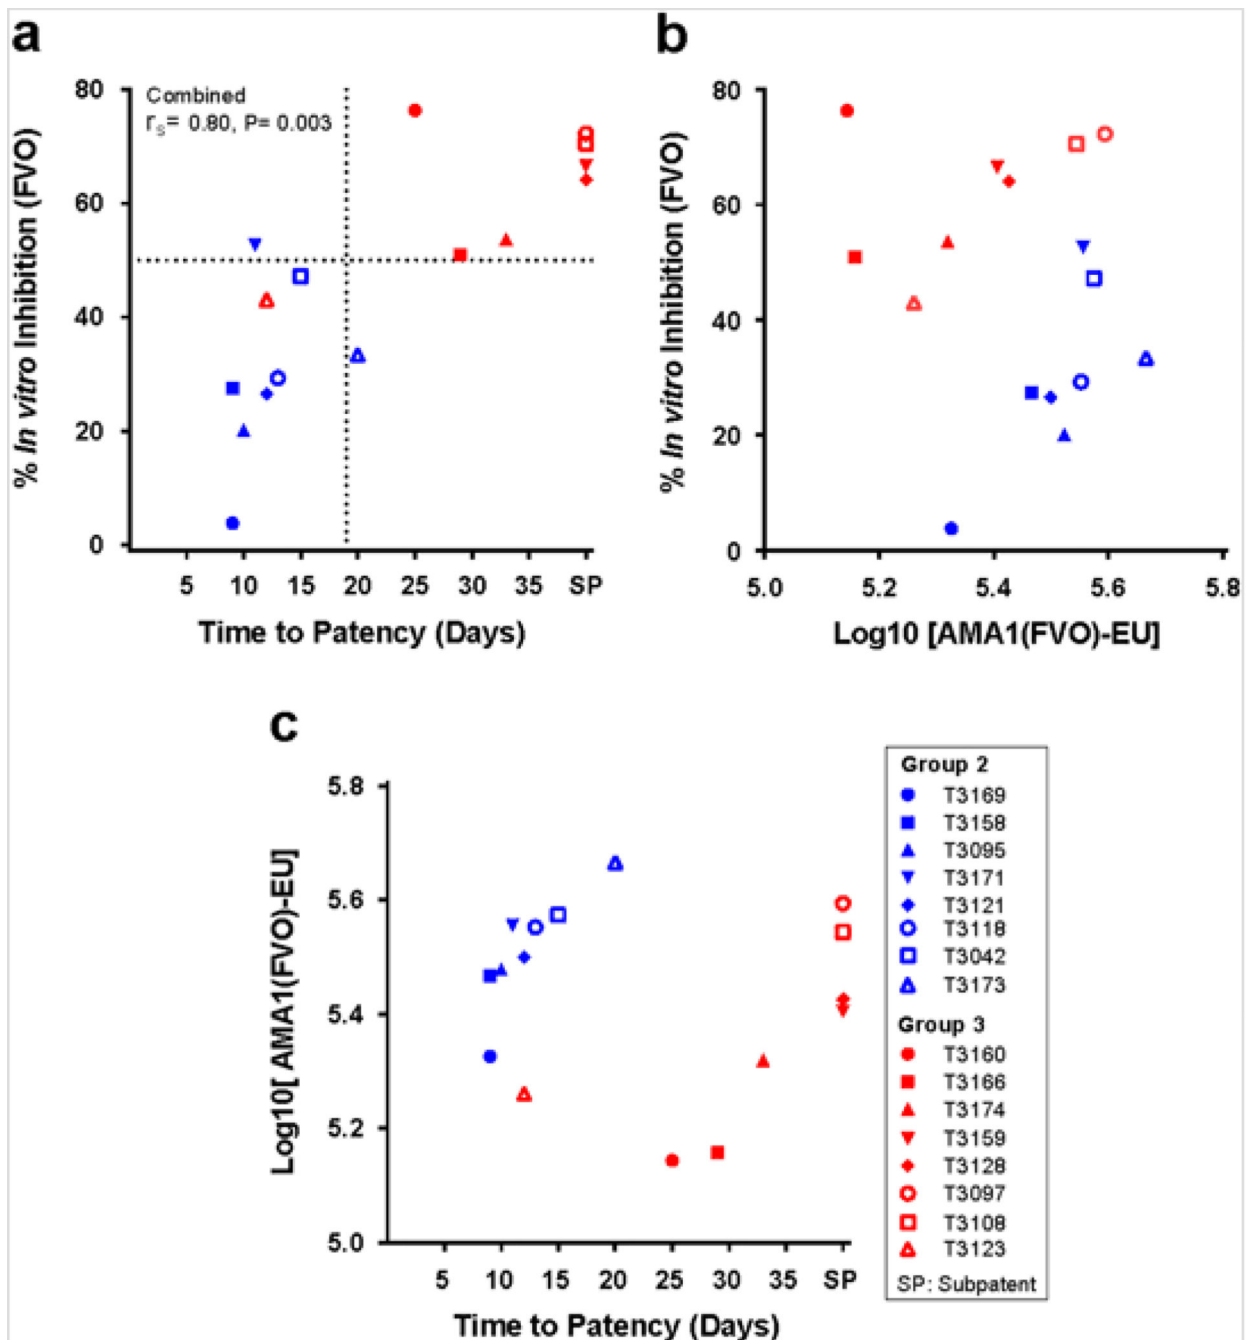 a
Combined
rs= 0.80, P= 0.003
% In vitro Inhibition (FVO)
80
60
40
20
0
5 10 15 20 25 30 35 SP
Time to Patency (Days)
b
% In vitro Inhibition (FVO)
80
60
40
20
0
5.0 5.2 5.4 5.6 5.8
Log10 [AMA1(FVO)-EU]
c
Log10[ AMA1(FVO)-EU]
5.8
5.6
5.4
5.2
5.0
5 10 15 20 25 30 35 SP
Time to Patency (Days)
Group 2
T3169
T3158
T3095
T3171
T3121
T3118
T3042
T3173
Group 3
T3160
T3166
T3174
T3159
T3128
T3097
T3108
T3123
SP: Subpatent